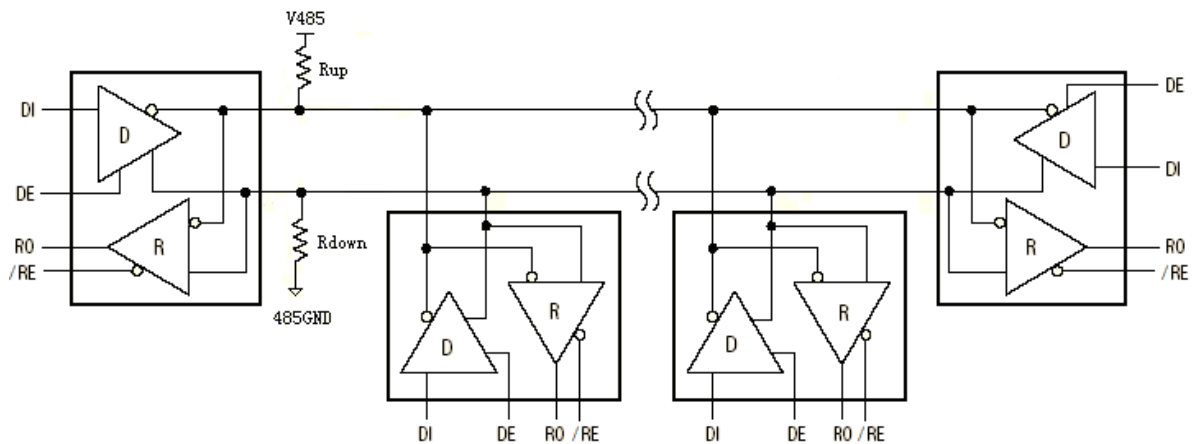 V485
Rup
DI
D
DE
RO
R
/RE
Rdown
485GND
DE
D
DI
R
RO
/RE
R
D
R
D
DI DE RO /RE
DI DE RO /RE